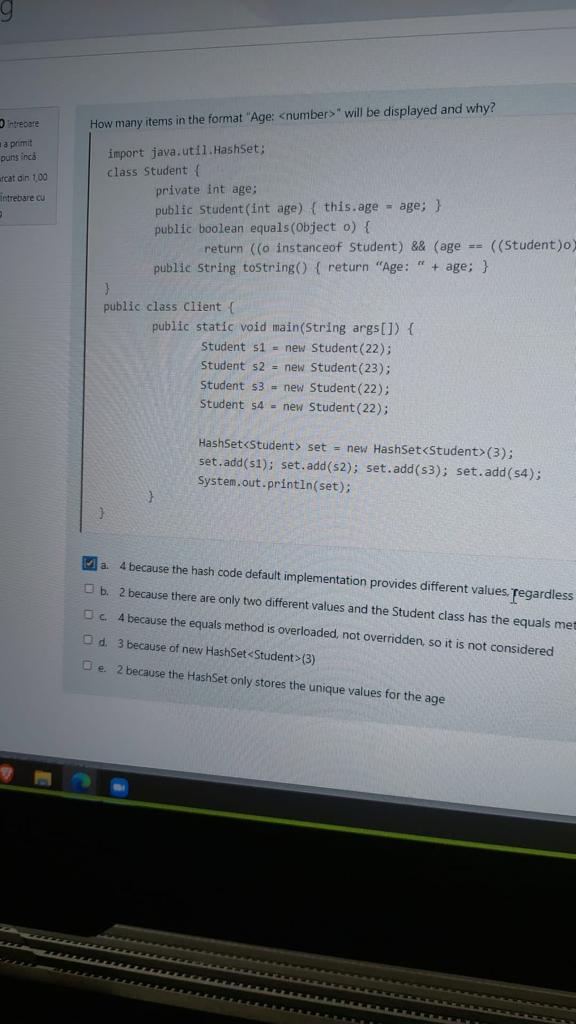 g
întrebare
a primit
puns încă
rcat din 1,00
întrebare cu
How many items in the format "Age: <number>" will be displayed and why?
import java.util.HashSet;
class Student {
private int age;
public Student(int age) { this.age = age; }
public boolean equals(Object o) {
return ((o instanceof Student) && (age == ((Student)o)
public String toString() { return “Age: “ + age; }
}
public class Client {
public static void main(String args[]) {
Student s1 = new Student(22);
Student s2 = new Student(23);
Student s3 = new Student(22);
Student s4 = new Student(22);
HashSet<Student> set = new HashSet<Student>(3);
set.add(s1); set.add(s2); set.add(s3); set.add(s4);
System.out.println(set);
}
}
a. 4 because the hash code default implementation provides different values, regardless
b. 2 because there are only two different values and the Student class has the equals met
c. 4 because the equals method is overloaded, not overridden, so it is not considered
d. 3 because of new HashSet<Student>(3)
e. 2 because the HashSet only stores the unique values for the age